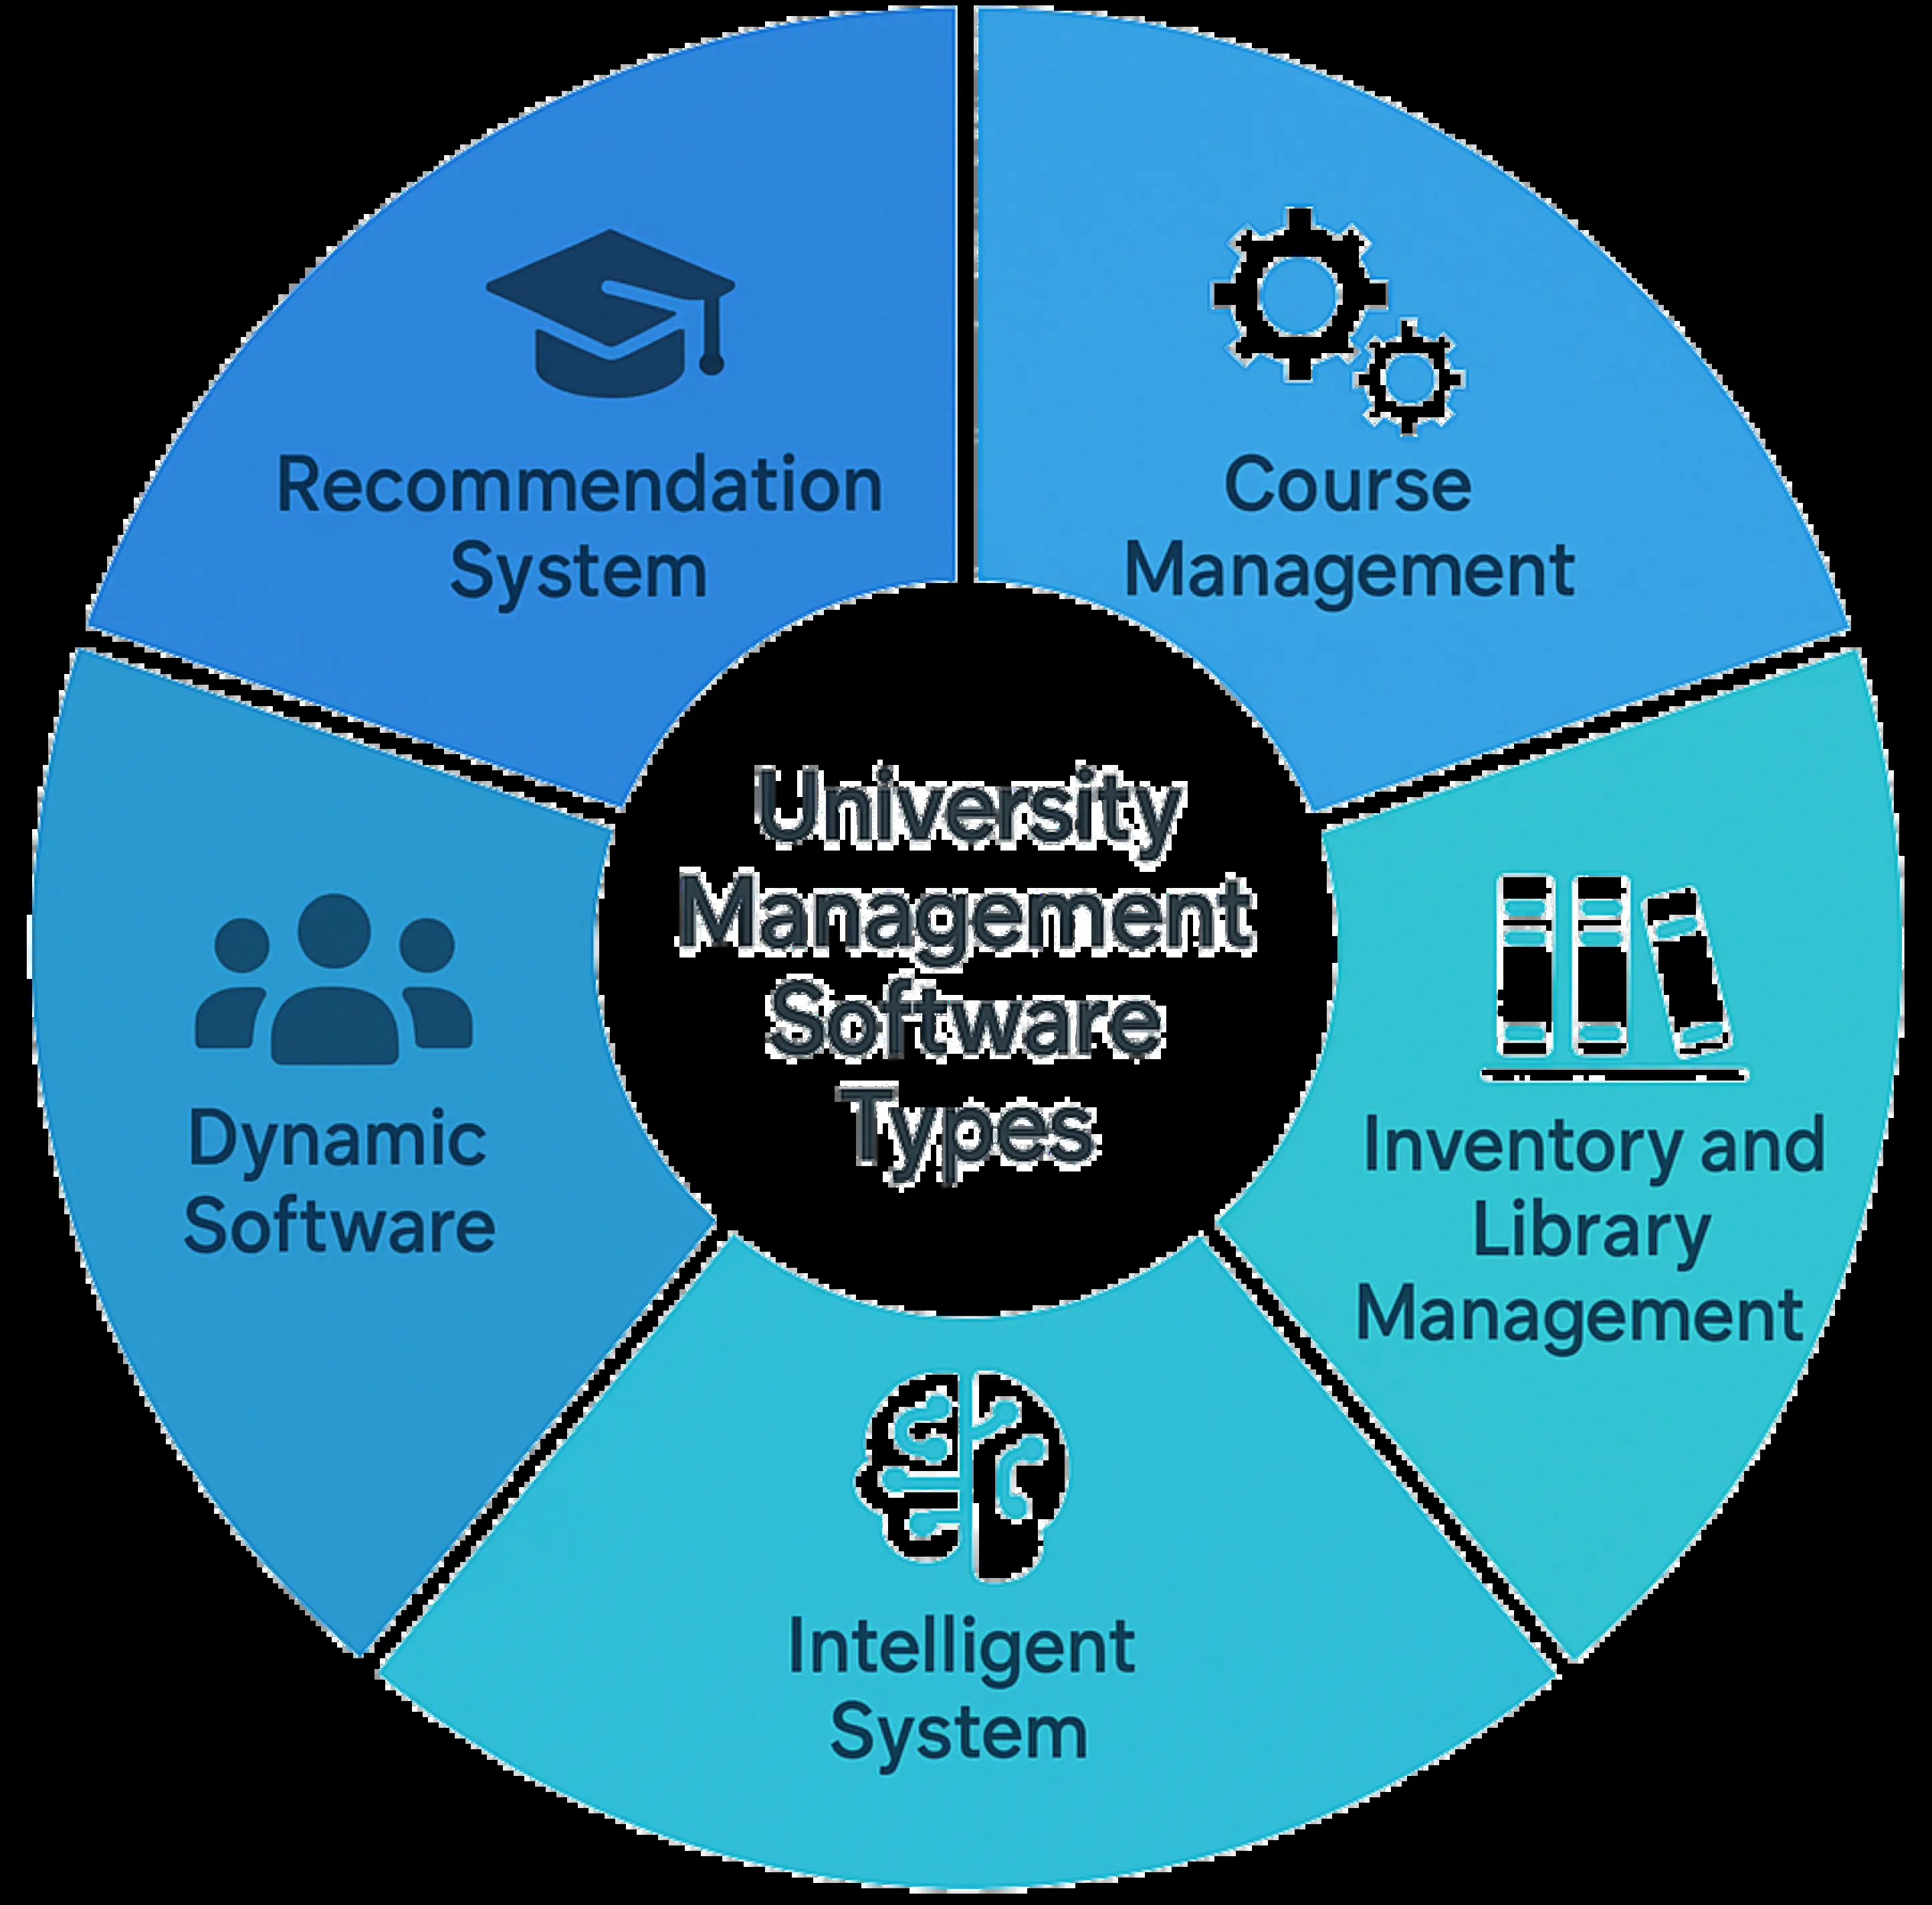 Recommendation
System
Course
Management
University
Management
Software
Types
Dynamic
Software
Inventory and
Library
Management
Intelligent
System